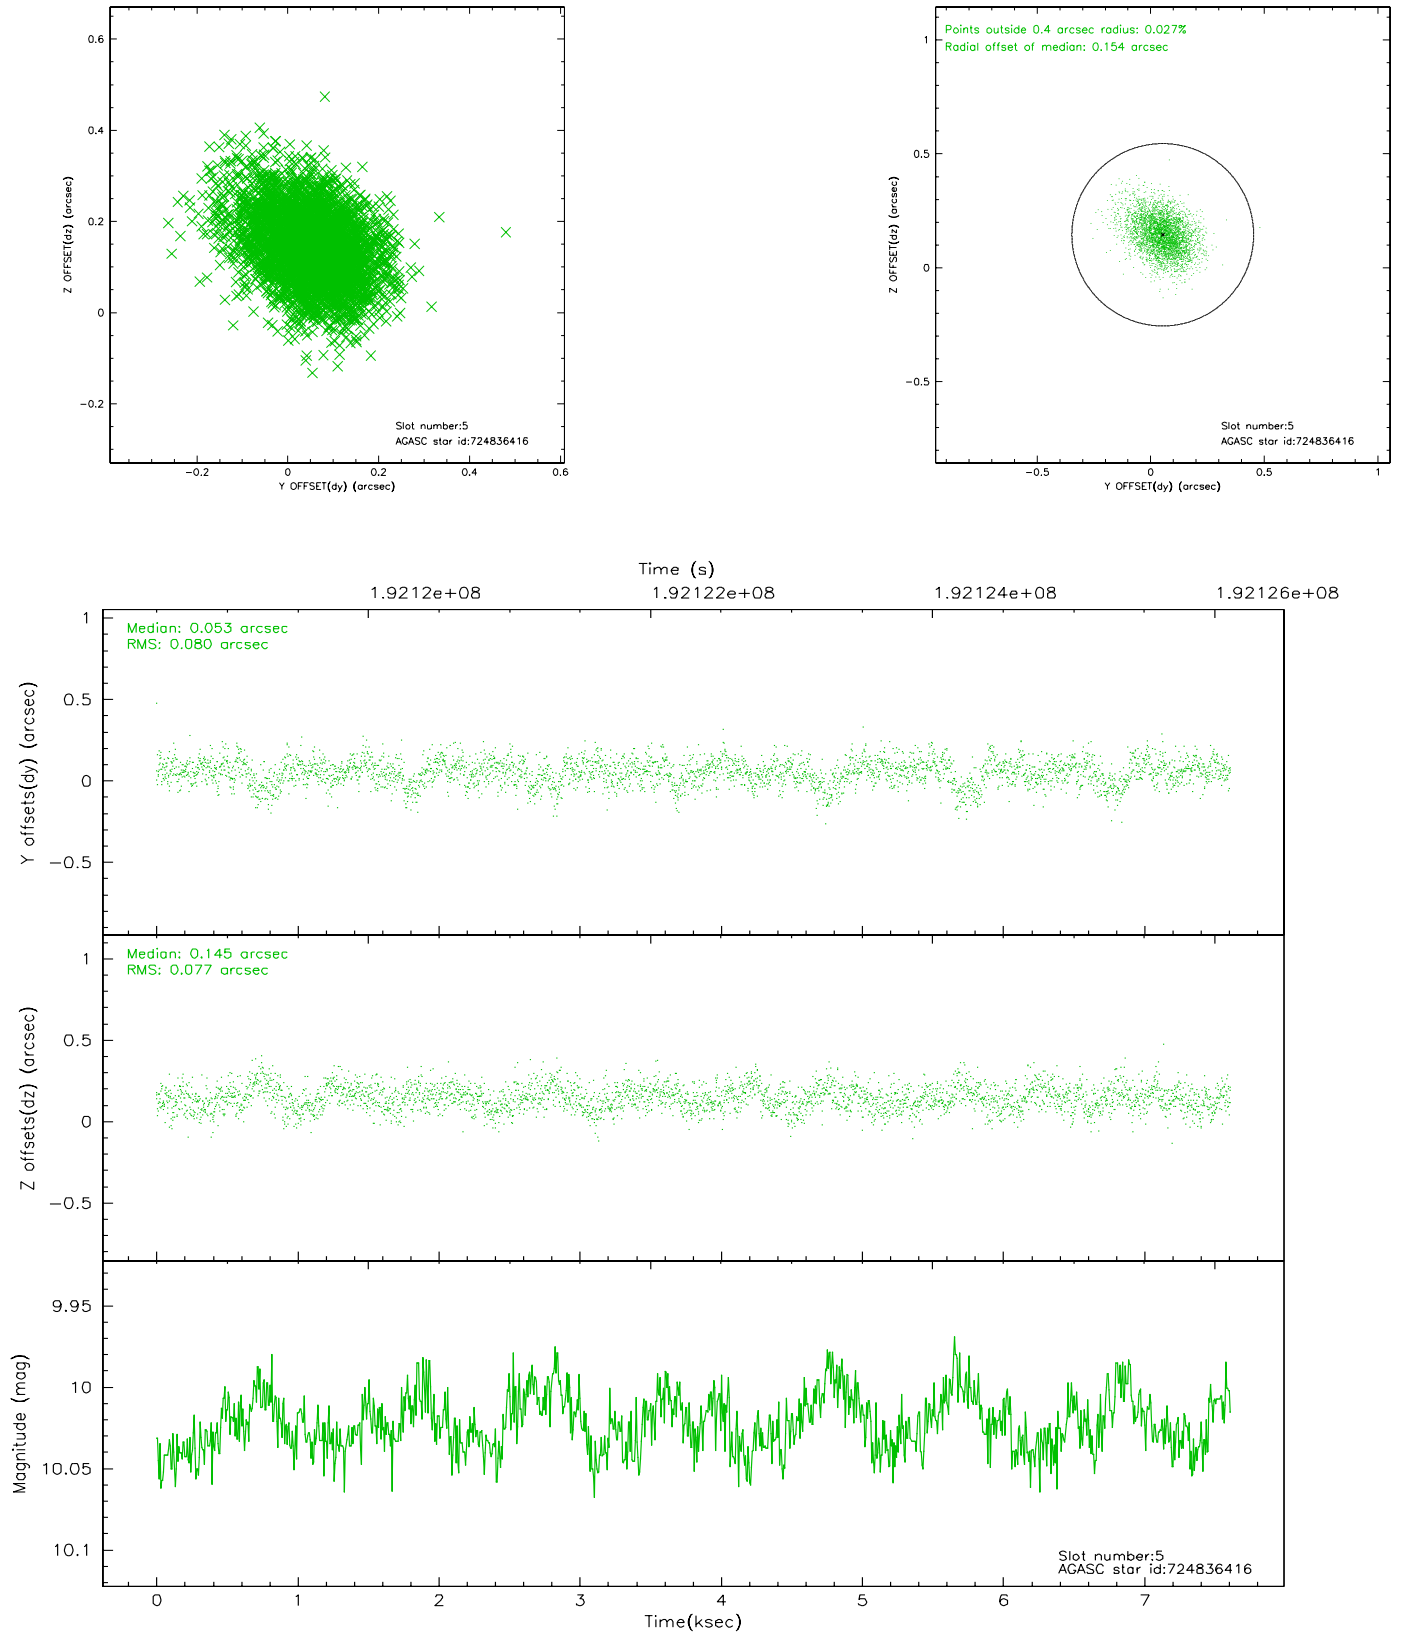 0.6
0.4
0.2
0
−0.2
Z OFFSET(dz) (arcsec)
Slot number:5
AGASC star id:724836416
−0.2 0 0.2 0.4 0.6
Y OFFSET(dy) (arcsec)
Points outside 0.4 arcsec radius: 0.027%
Radial offset of median: 0.154 arcsec
1
0.5
0
−0.5
Z OFFSET(dz) (arcsec)
Slot number:5
AGASC star id:724836416
−0.5 0 0.5 1
Y OFFSET(dy) (arcsec)
Time (s)
1.9212e+08 1.92122e+08 1.92124e+08 1.92126e+08
Median: 0.053 arcsec
RMS: 0.080 arcsec
1
0.5
0
−0.5
Y offsets(dy) (arcsec)
Median: 0.145 arcsec
RMS: 0.077 arcsec
1
0.5
0
−0.5
Z offsets(dz) (arcsec)
9.95
10
10.05
10.1
Magnitude (mag)
Slot number:5
AGASC star id:724836416
0 1 2 3 4 5 6 7
Time(ksec)